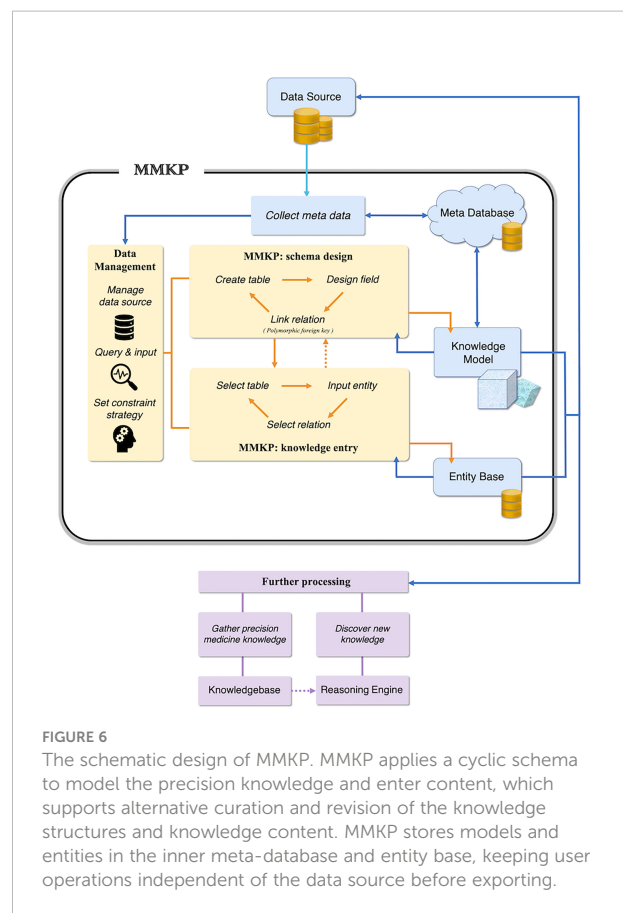 Data Source
MMKP
Collect meta data
Meta Database
Data
Management
Manage
data source
Query & input
Set constraint
strategy
MMKP: schema design
Create table
Design field
Link relation
( Polymorphic foreign key )
Knowledge
Model
Select table
Input entity
Select relation
MMKP: knowledge entry
Entity Base
Further processing
Gather precision
medicine knowledge
Discover new
knowledge
Knowledgebase
Reasoning Engine
FIGURE 6
The schematic design of MMKP. MMKP applies a cyclic schema
to model the precision knowledge and enter content, which
supports alternative curation and revision of the knowledge
structures and knowledge content. MMKP stores models and
entities in the inner meta-database and entity base, keeping user
operations independent of the data source before exporting.